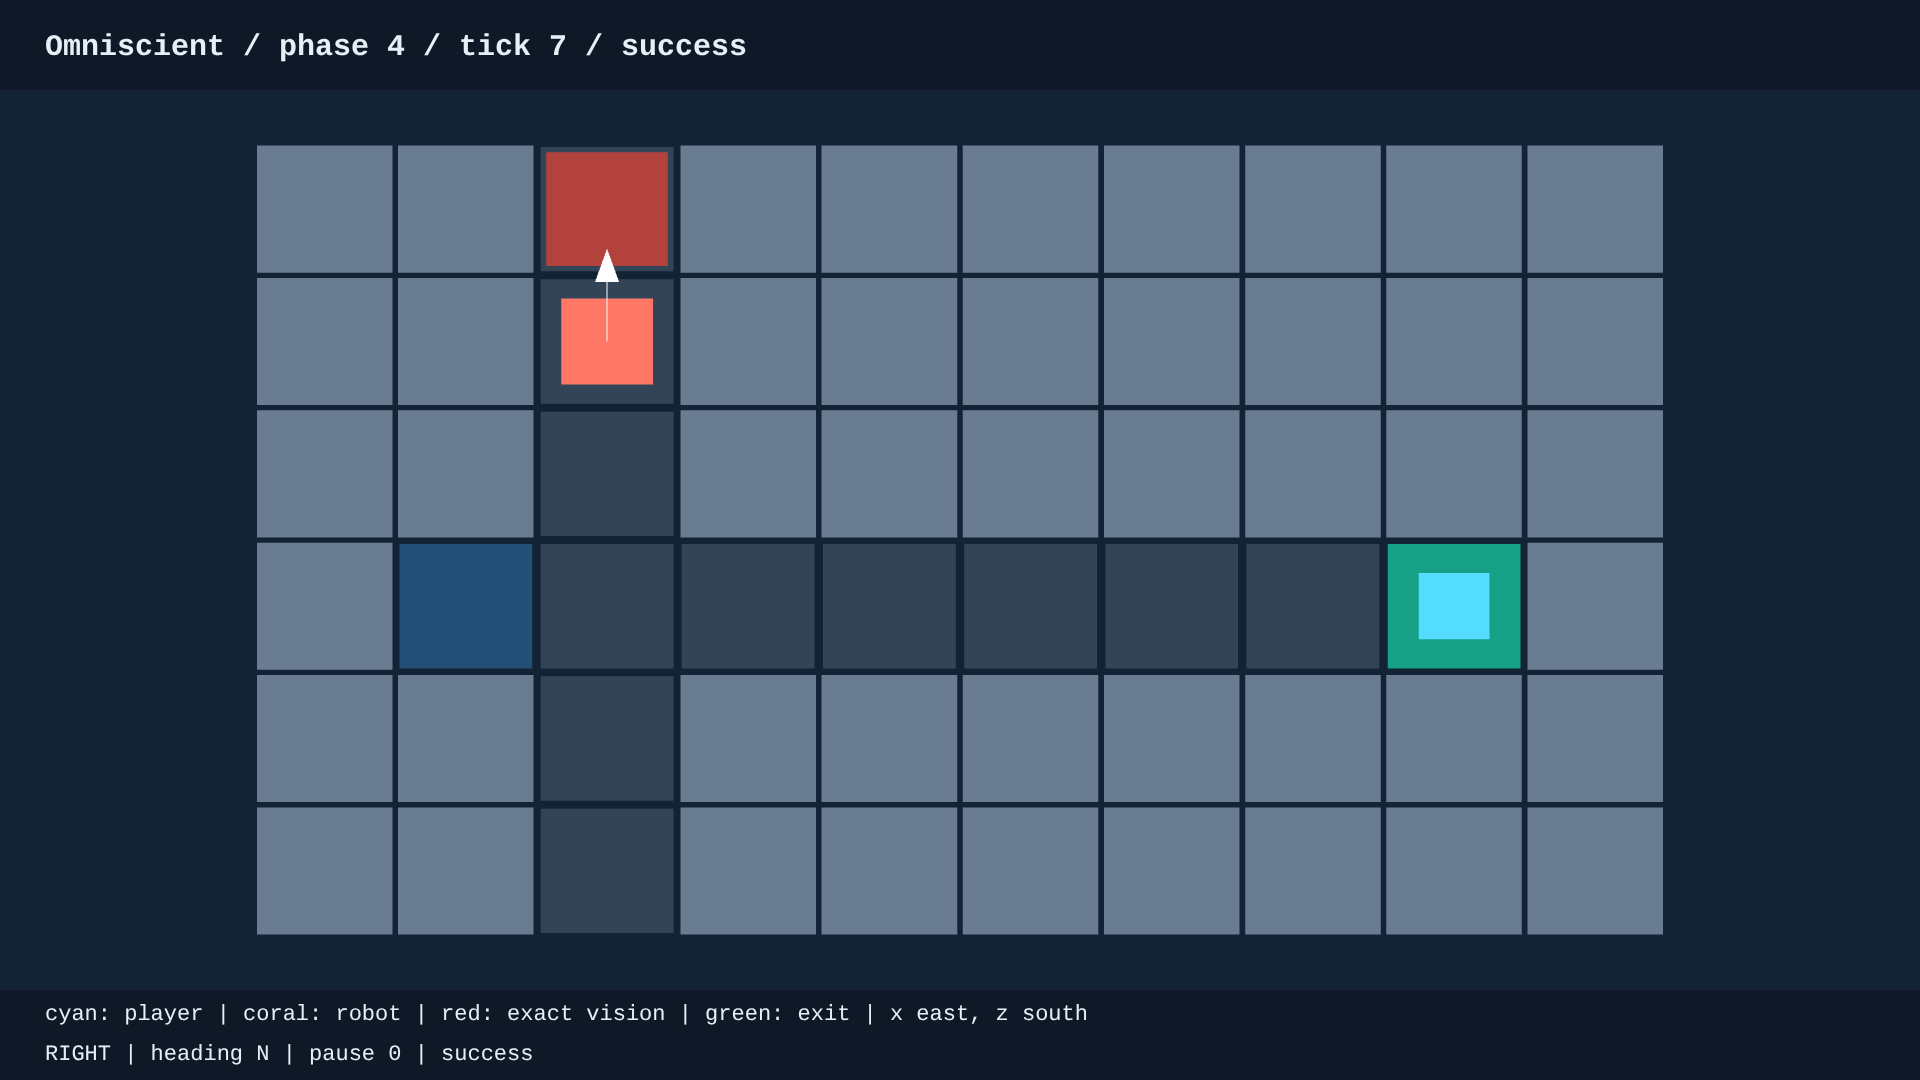 Omniscient / phase 4 / tick 7 / success
cyan: player | coral: robot | red: exact vision | green: exit | x east, z south
RIGHT | heading N | pause 0 | success